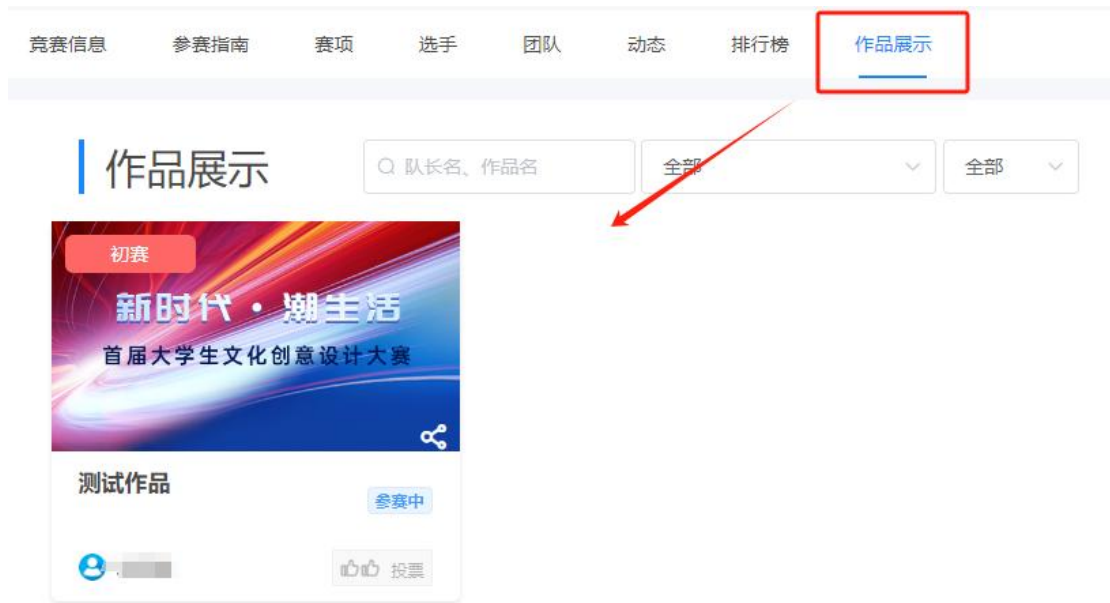 竞赛信息 参赛指南 赛项 选手 团队 动态 排行榜 作品展示
作品展示 队长名、作品名 全部 全部
初赛
新时代·潮生活
首届大学生文化创意设计大赛
测试作品
参赛中
投票